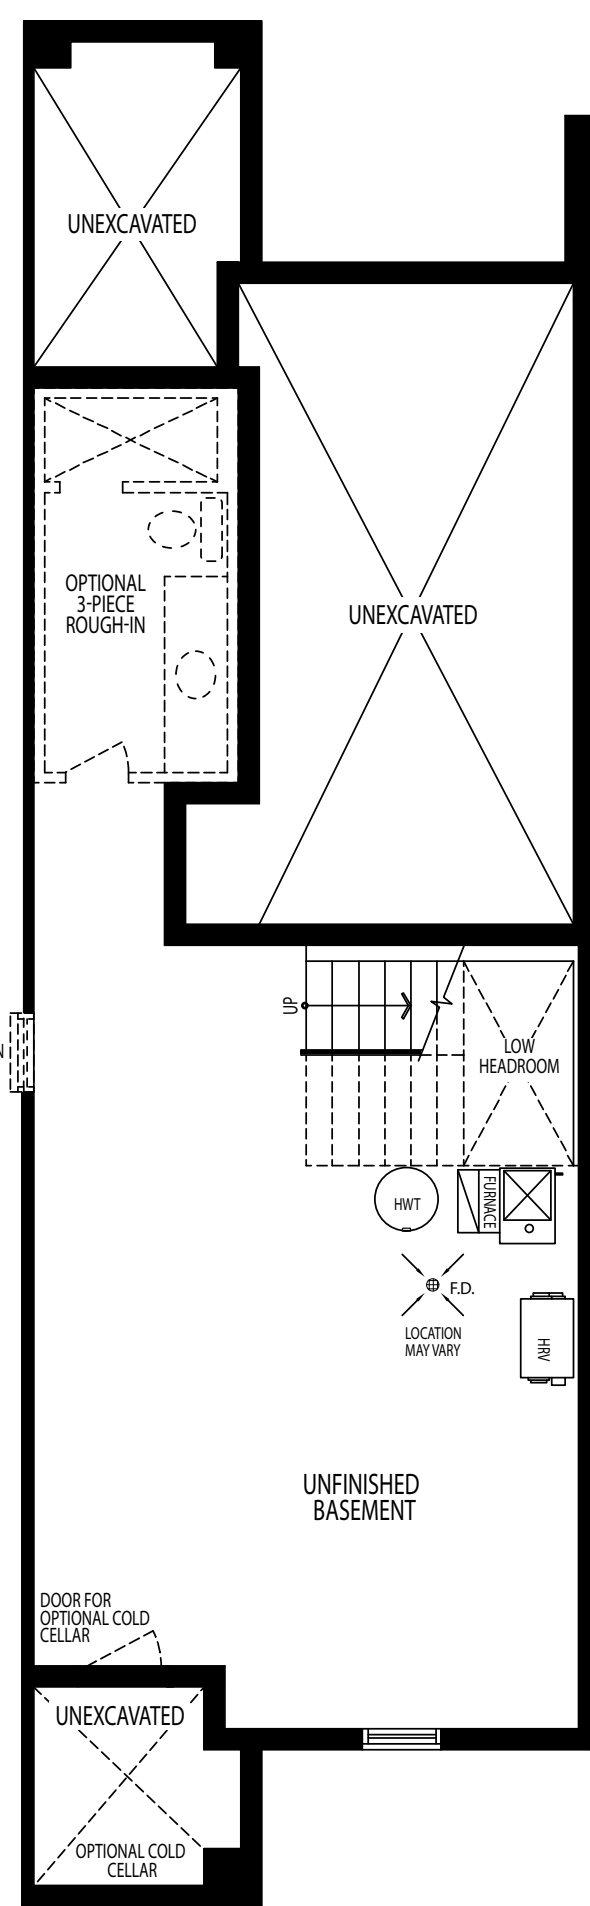 UNEXCAVATED
OPTIONAL
3-PIECE
ROUGH-IN
UNEXCAVATED
UP
LOW
HEADROOM
HWT
FURNACE
F.D.
LOCATION
MAY VARY
HRV
UNFINISHED
BASEMENT
DOOR FOR
OPTIONAL COLD
CELLAR
UNEXCAVATED
OPTIONAL COLD
CELLAR